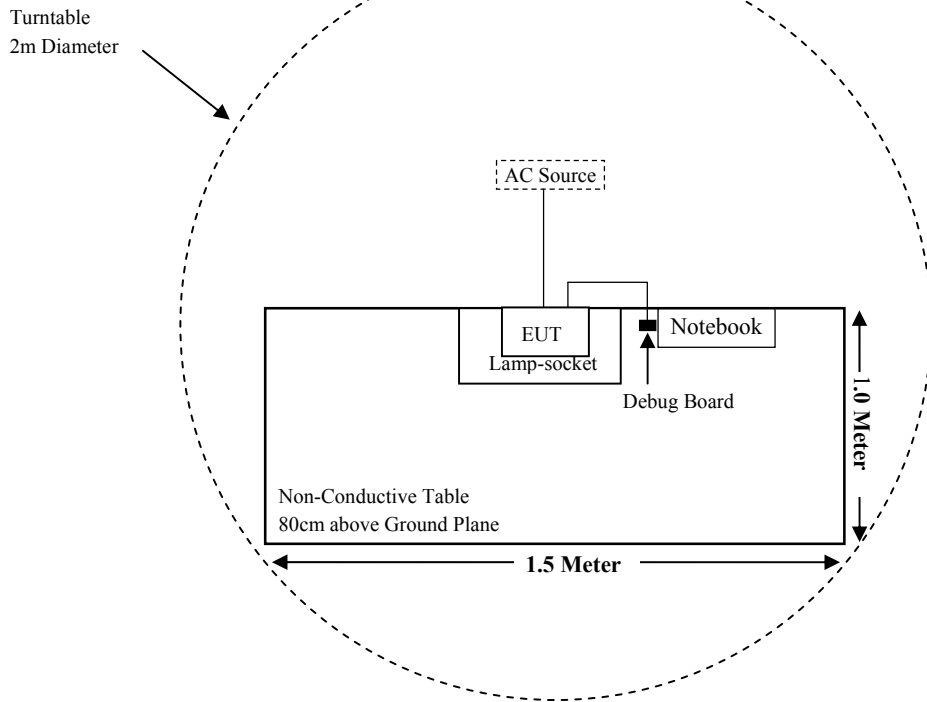 Turntable
2m Diameter
AC Source
EUT
Lamp-socket
Notebook
Debug Board
1.0 Meter
Non-Conductive Table
80cm above Ground Plane
1.5 Meter